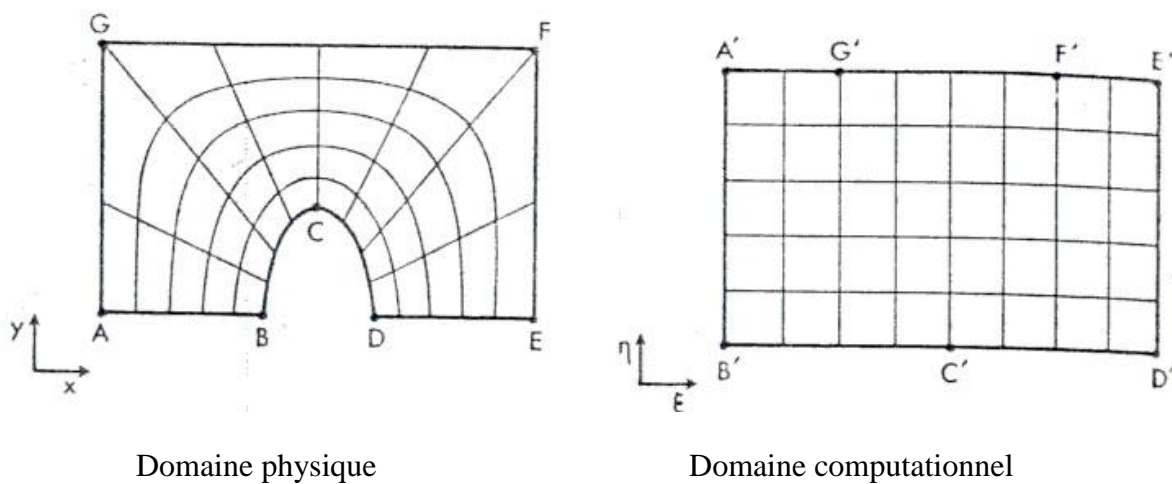 G F
C
A B D E
y
x
A' G' F' E'
B' C' D'
η
ξ
Domaine physique
Domaine computationnel